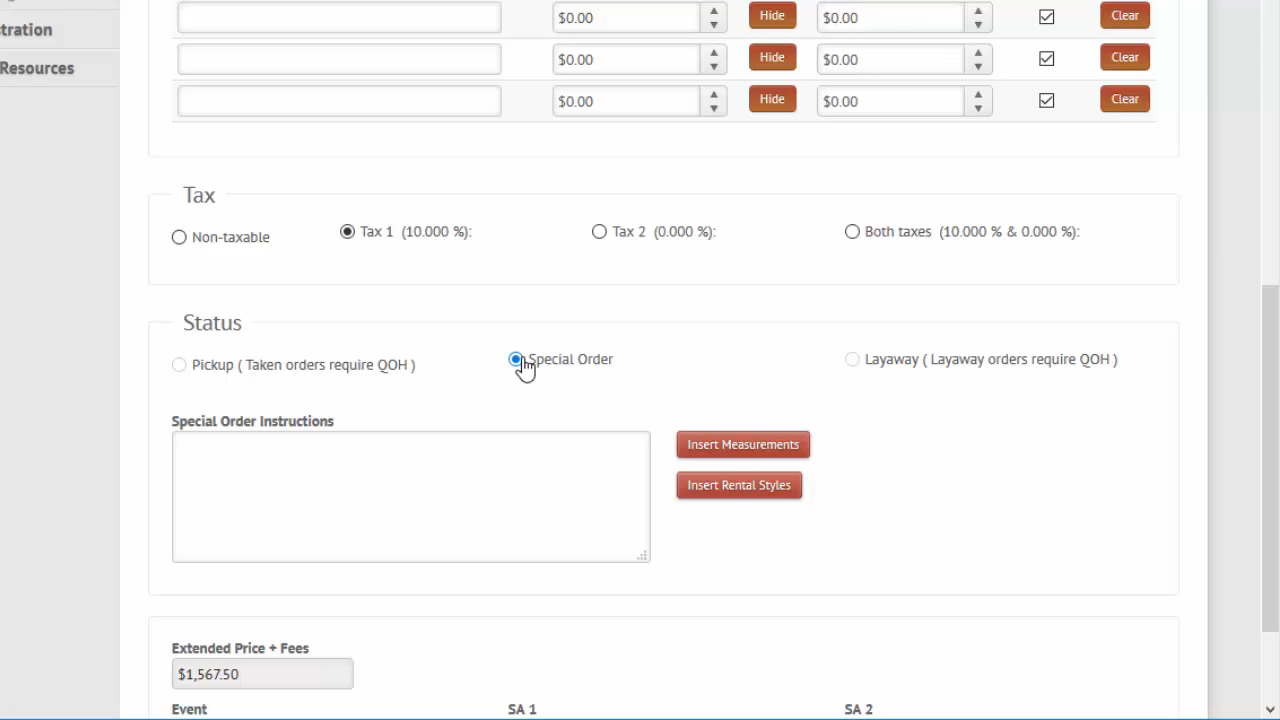 $0.00 Hide $0.00 Clear
stration
Resources
$0.00 Hide $0.00 Clear
$0.00 Hide $0.00 Clear
Tax
Non-taxable Tax 1 (10.000 %): Tax 2 (0.000 %): Both taxes (10.000 % & 0.000 %):
Status
Pickup ( Taken orders require QOH ) Special Order Layaway ( Layaway orders require QOH )
Special Order Instructions
Insert Measurements
Insert Rental Styles
Extended Price + Fees
$1,567.50
Event SA 1 SA 2